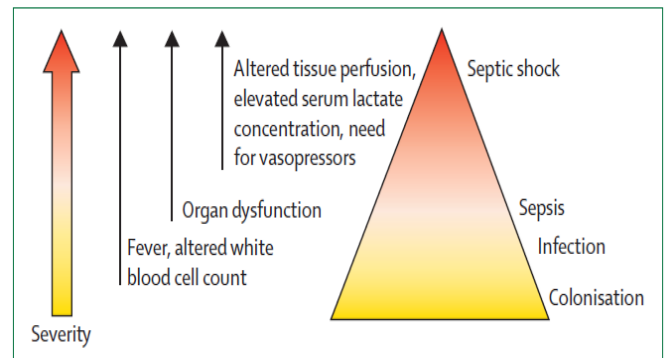 Altered tissue perfusion,
elevated serum lactate
concentration, need
for vasopressors
Organ dysfunction
Fever, altered white
blood cell count
Severity
Septic shock
Sepsis
Infection
Colonisation